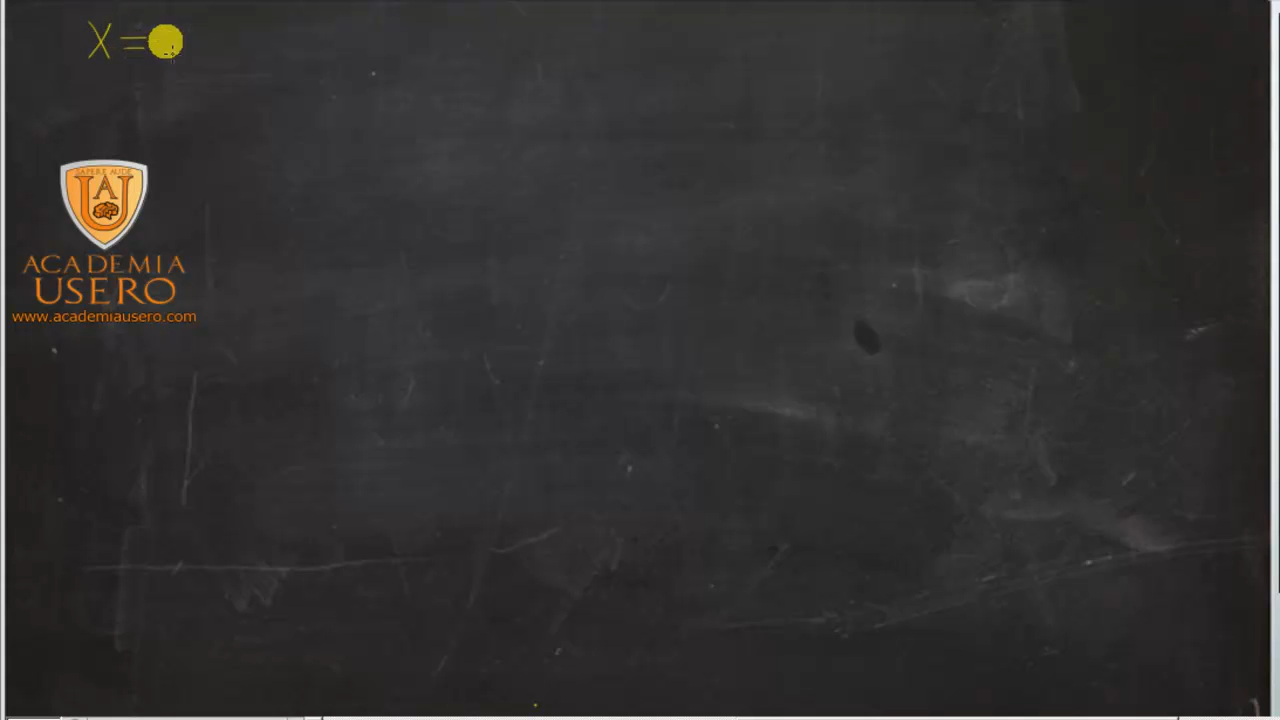 X =
SAPERE AUDE
U A
ACADEMIA
USERO
www.academiausero.com